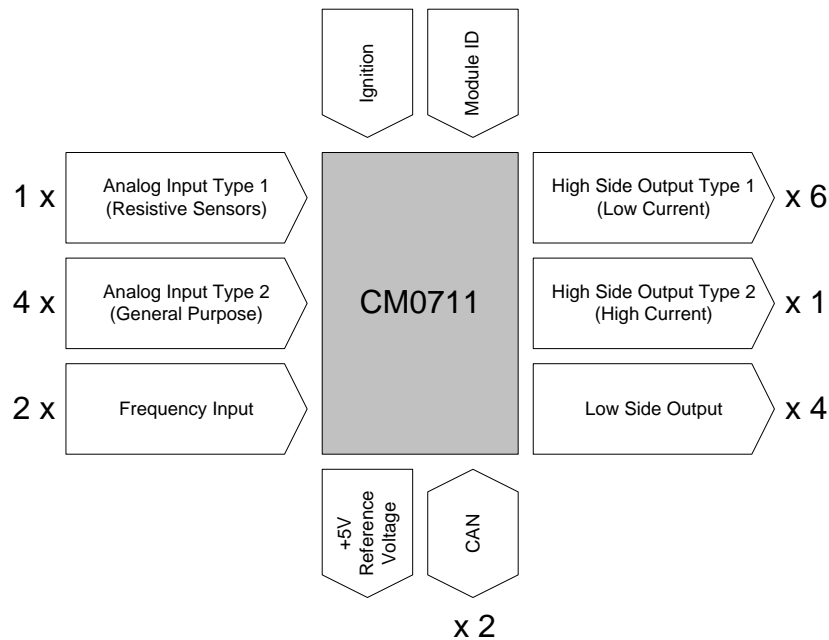 Ignition
Module ID
1 x
Analog Input Type 1
(Resistive Sensors)
High Side Output Type 1
(Low Current)
x 6
4 x
Analog Input Type 2
(General Purpose)
CM0711
High Side Output Type 2
(High Current)
x 1
2 x
Frequency Input
Low Side Output
x 4
+5V
Reference
Voltage
CAN
x 2